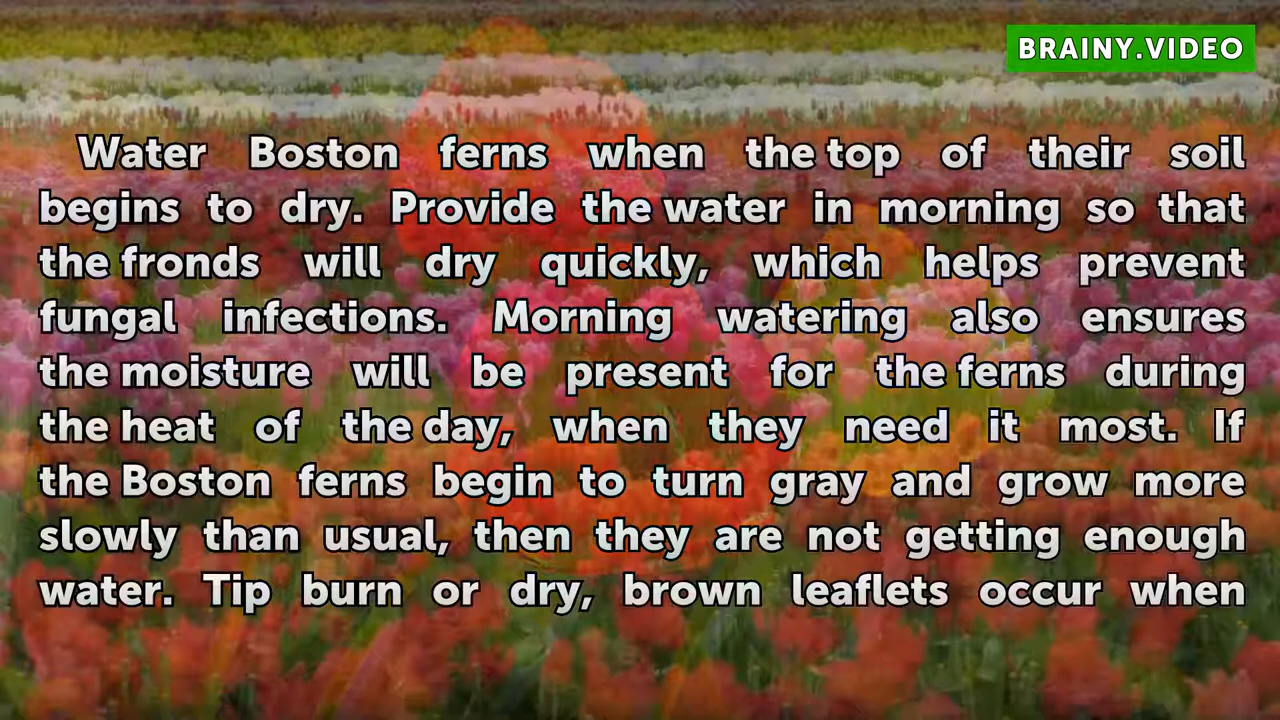 BRAINY.VIDEO
Water Boston ferns when the top of their soil
begins to dry. Provide the water in morning so that
the fronds will dry quickly, which helps prevent
fungal infections. Morning watering also ensures
the moisture will be present for the ferns during
the heat of the day, when they need it most. If
the Boston ferns begin to turn gray and grow more
slowly than usual, then they are not getting enough
water. Tip burn or dry, brown leaflets occur when